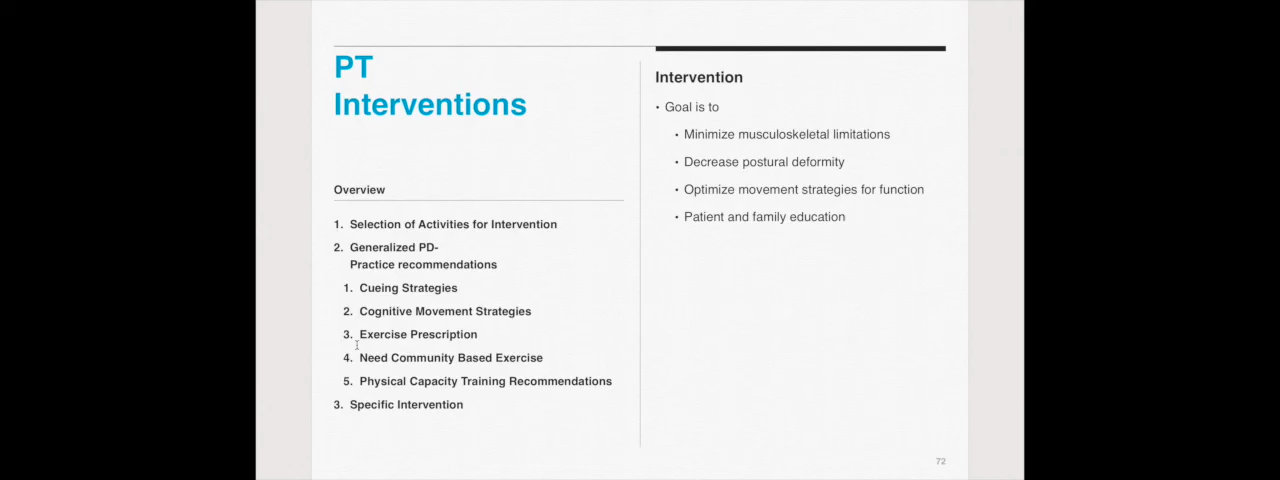 PT
Interventions
Overview
1. Selection of Activities for Intervention
2. Generalized PD-
Practice recommendations
1. Cueing Strategies
2. Cognitive Movement Strategies
3. Exercise Prescription
4. Need Community Based Exercise
5. Physical Capacity Training Recommendations
3. Specific Intervention
Intervention
• Goal is to
• Minimize musculoskeletal limitations
• Decrease postural deformity
• Optimize movement strategies for function
• Patient and family education
72